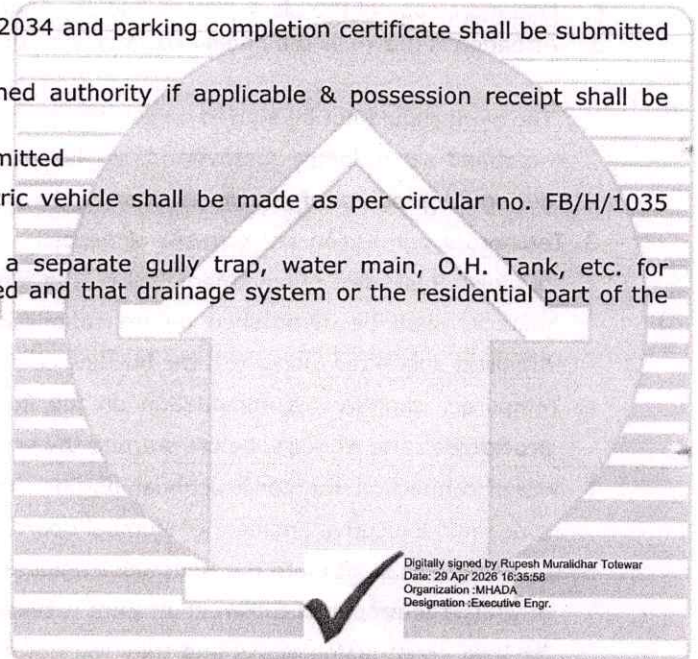 2034 and parking completion certificate shall be submitted
ned authority if applicable & possession receipt shall be
mitted
ric vehicle shall be made as per circular no. FB/H/1035
a separate gully trap, water main, O.H. Tank, etc. for
ed and that drainage system or the residential part of the
Digitally signed by Rupesh Muralidhar Totewar
Date: 29 Apr 2026 16:35:58
Organization :MHADA
Designation :Executive Engr.